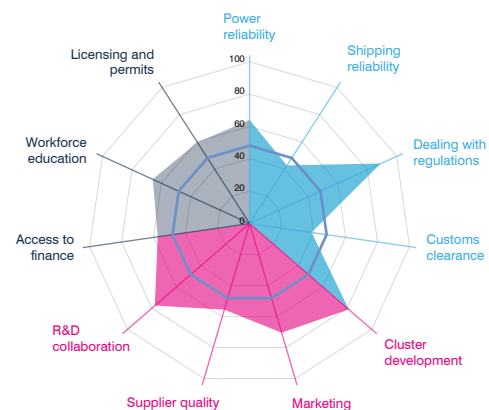 Power
reliability
Shipping
reliability
Licensing and
permits
100
80
60
40
20
0
Workforce
education
Dealing with
regulations
Access to
finance
Customs
clearance
R&D
collaboration
Cluster
development
Supplier quality
Marketing